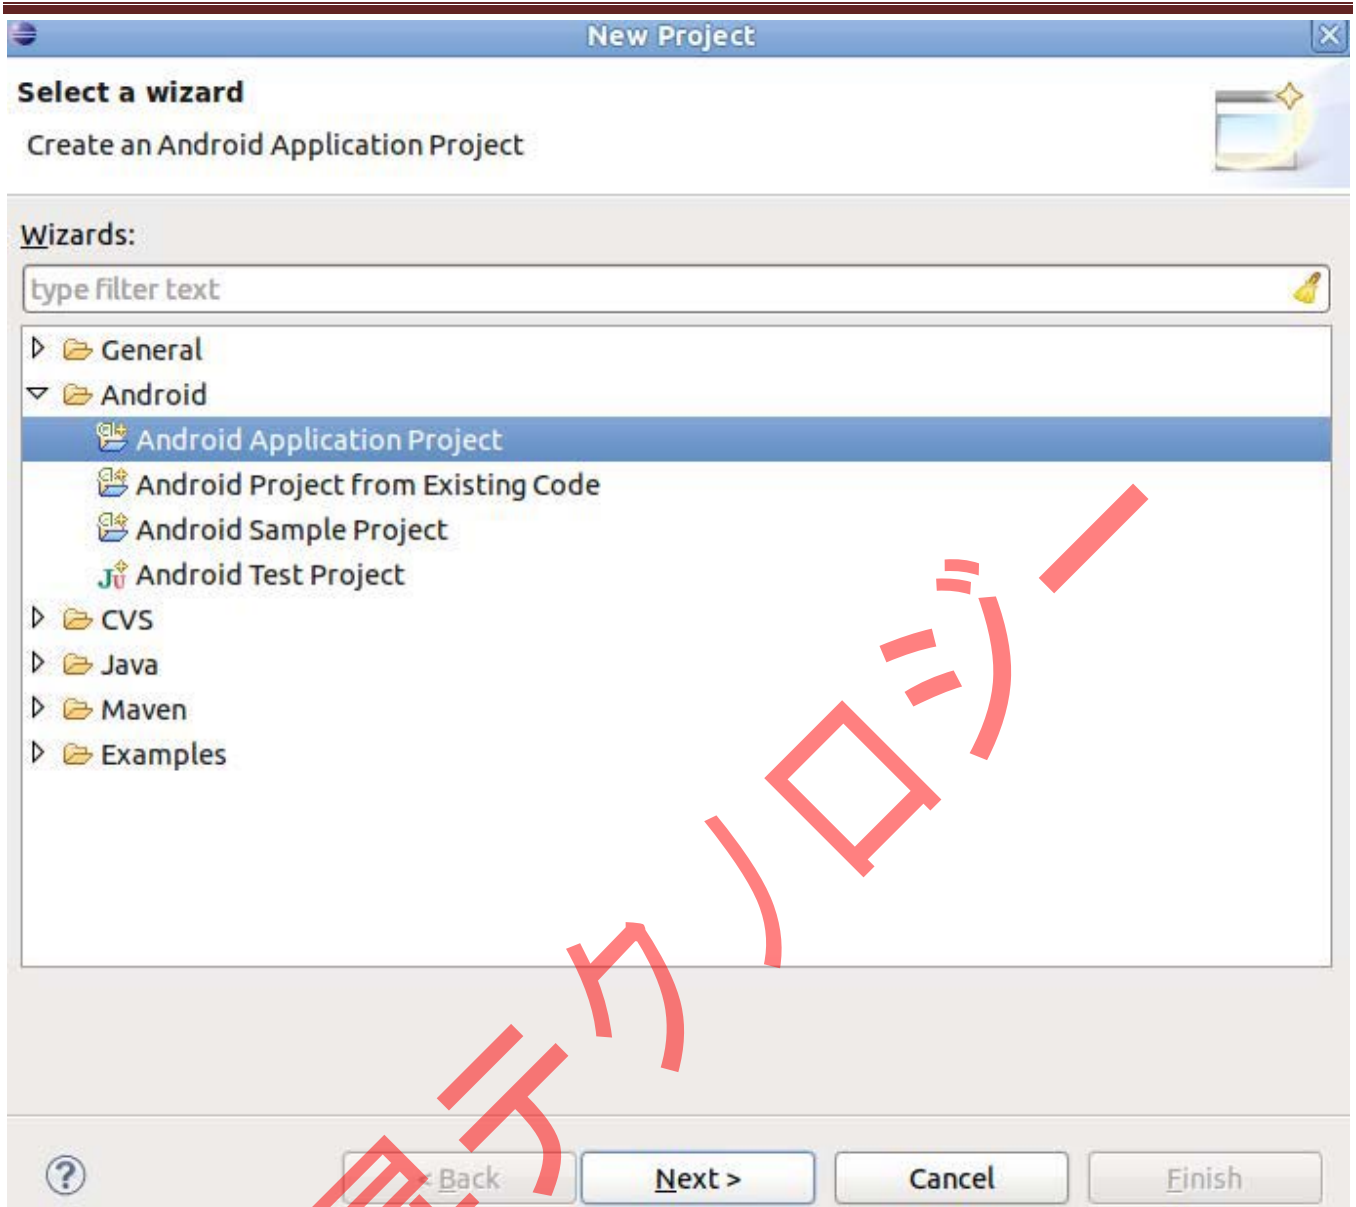 New Project
Select a wizard
Create an Android Application Project
Wizards:
type filter text
General
Android
Android Application Project
Android Project from Existing Code
Android Sample Project
Android Test Project
CVS
Java
Maven
Examples
< Back
Next >
Cancel
Finish
テクノロジー